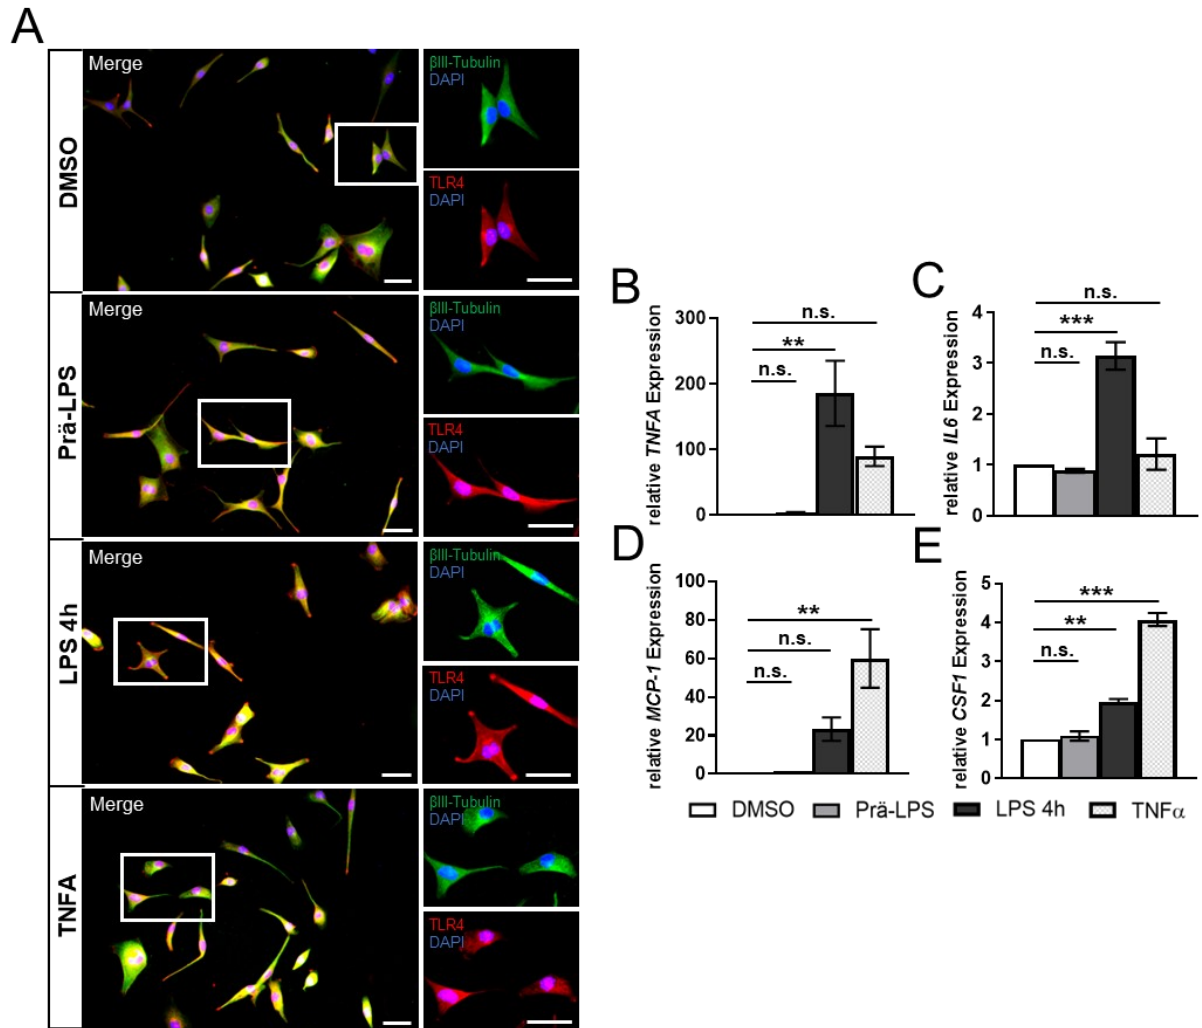 A
DMSO
Merge
βIII-Tubulin
DAPI
TLR4
DAPI
Prä-LPS
Merge
βIII-Tubulin
DAPI
TLR4
DAPI
LPS 4h
Merge
βIII-Tubulin
DAPI
TLR4
DAPI
TNFA
Merge
βIII-Tubulin
DAPI
TLR4
DAPI
B
relative TNFA Expression
300
200
100
0
n.s.
**
n.s.
C
relative IL6 Expression
4
3
2
1
0
n.s.
***
n.s.
D
relative MCP-1 Expression
100
80
60
40
20
0
**
n.s.
n.s.
E
relative CSF1 Expression
5
4
3
2
1
0
***
**
n.s.
DMSO Prä-LPS LPS 4h TNFα